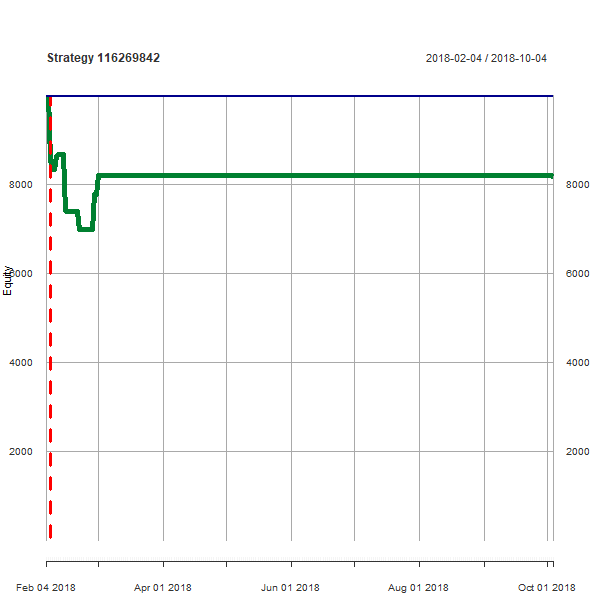 Strategy 116269842
2018-02-04 / 2018-10-04
8000
8000
Equity
6000
6000
4000
4000
2000
2000
Feb 04 2018
Apr 01 2018
Jun 01 2018
Aug 01 2018
Oct 01 2018